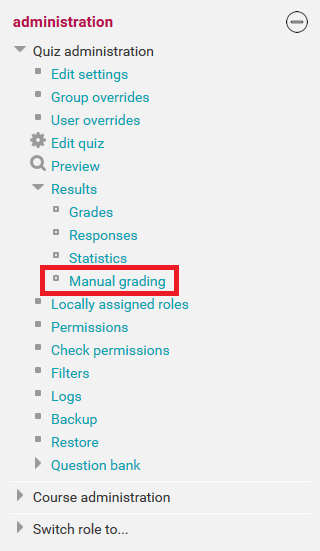 administration
Quiz administration
Edit settings
Group overrides
User overrides
Edit quiz
Preview
Results
Grades
Responses
Statistics
Manual grading
Locally assigned roles
Permissions
Check permissions
Filters
Logs
Backup
Restore
Question bank
Course administration
Switch role to...